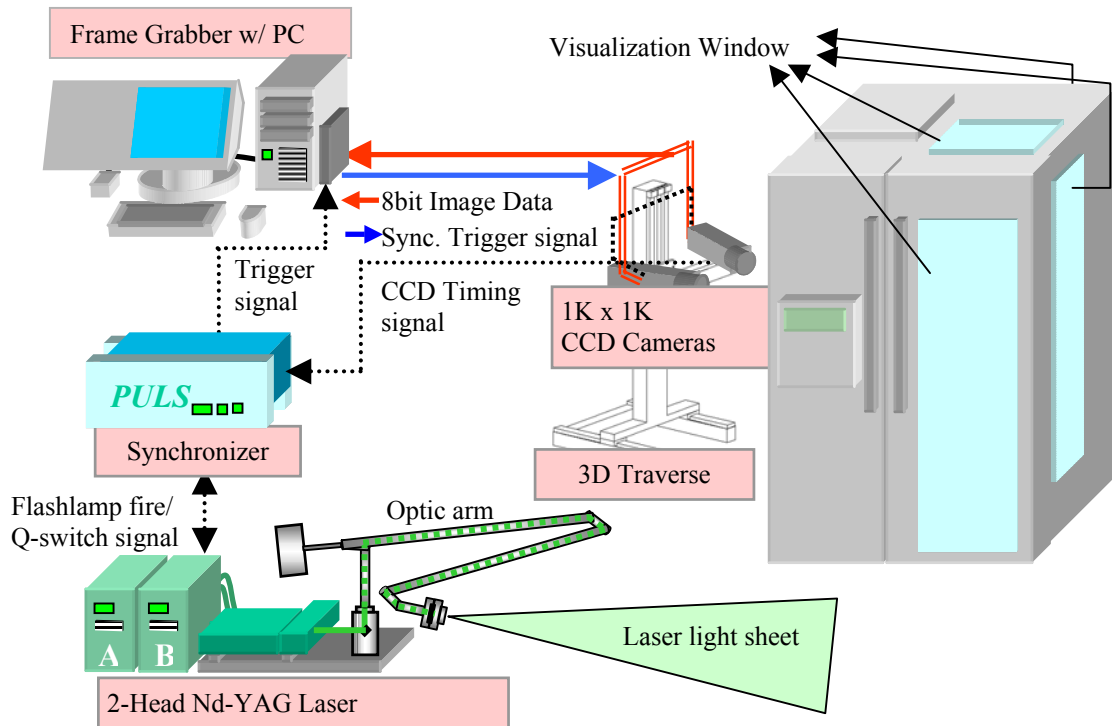 Frame Grabber w/ PC
Visualization Window
8bit Image Data
Sync. Trigger signal
Trigger
signal
CCD Timing
signal
1K x 1K
CCD Cameras
PULS
Synchronizer
3D Traverse
Flashlamp fire/
Q-switch signal
Optic arm
A
B
Laser light sheet
2-Head Nd-YAG Laser